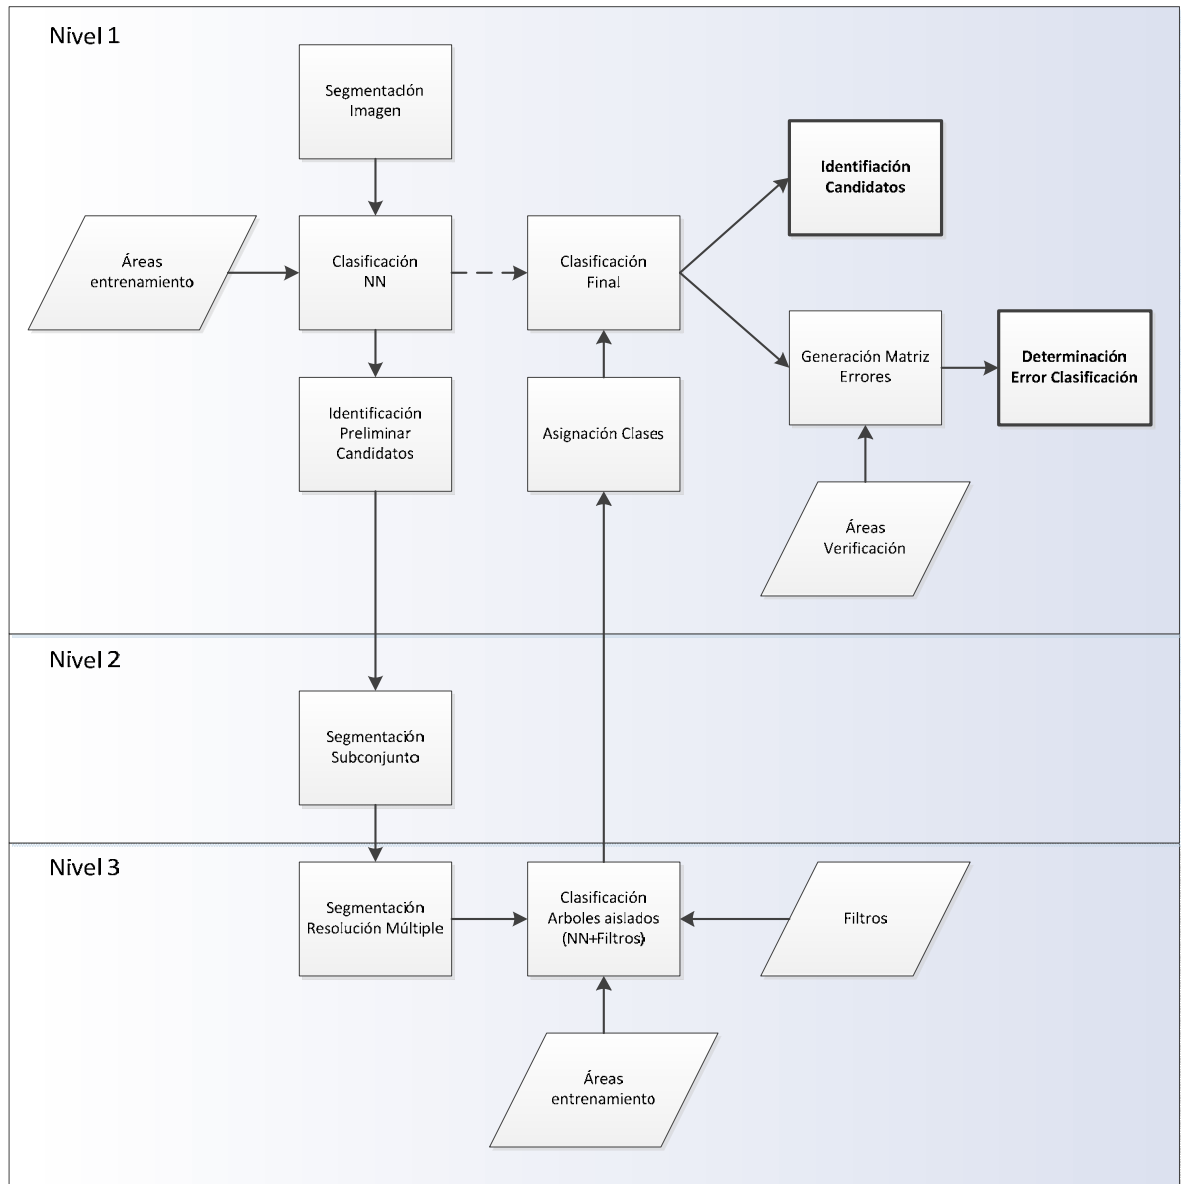 Nivel 1
Segmentación
Imagen
Identifiación
Candidatos
Áreas
entrenamiento
Clasificación
NN
Clasificación
Final
Generación Matriz
Errores
Determinación
Error Clasificación
Identificación
Preliminar
Candidatos
Asignación Clases
Áreas
Verificación
Nivel 2
Segmentación
Subconjunto
Nivel 3
Segmentación
Resolución Múltiple
Clasificación
Arboles aislados
(NN+Filtros)
Filtros
Áreas
entrenamiento